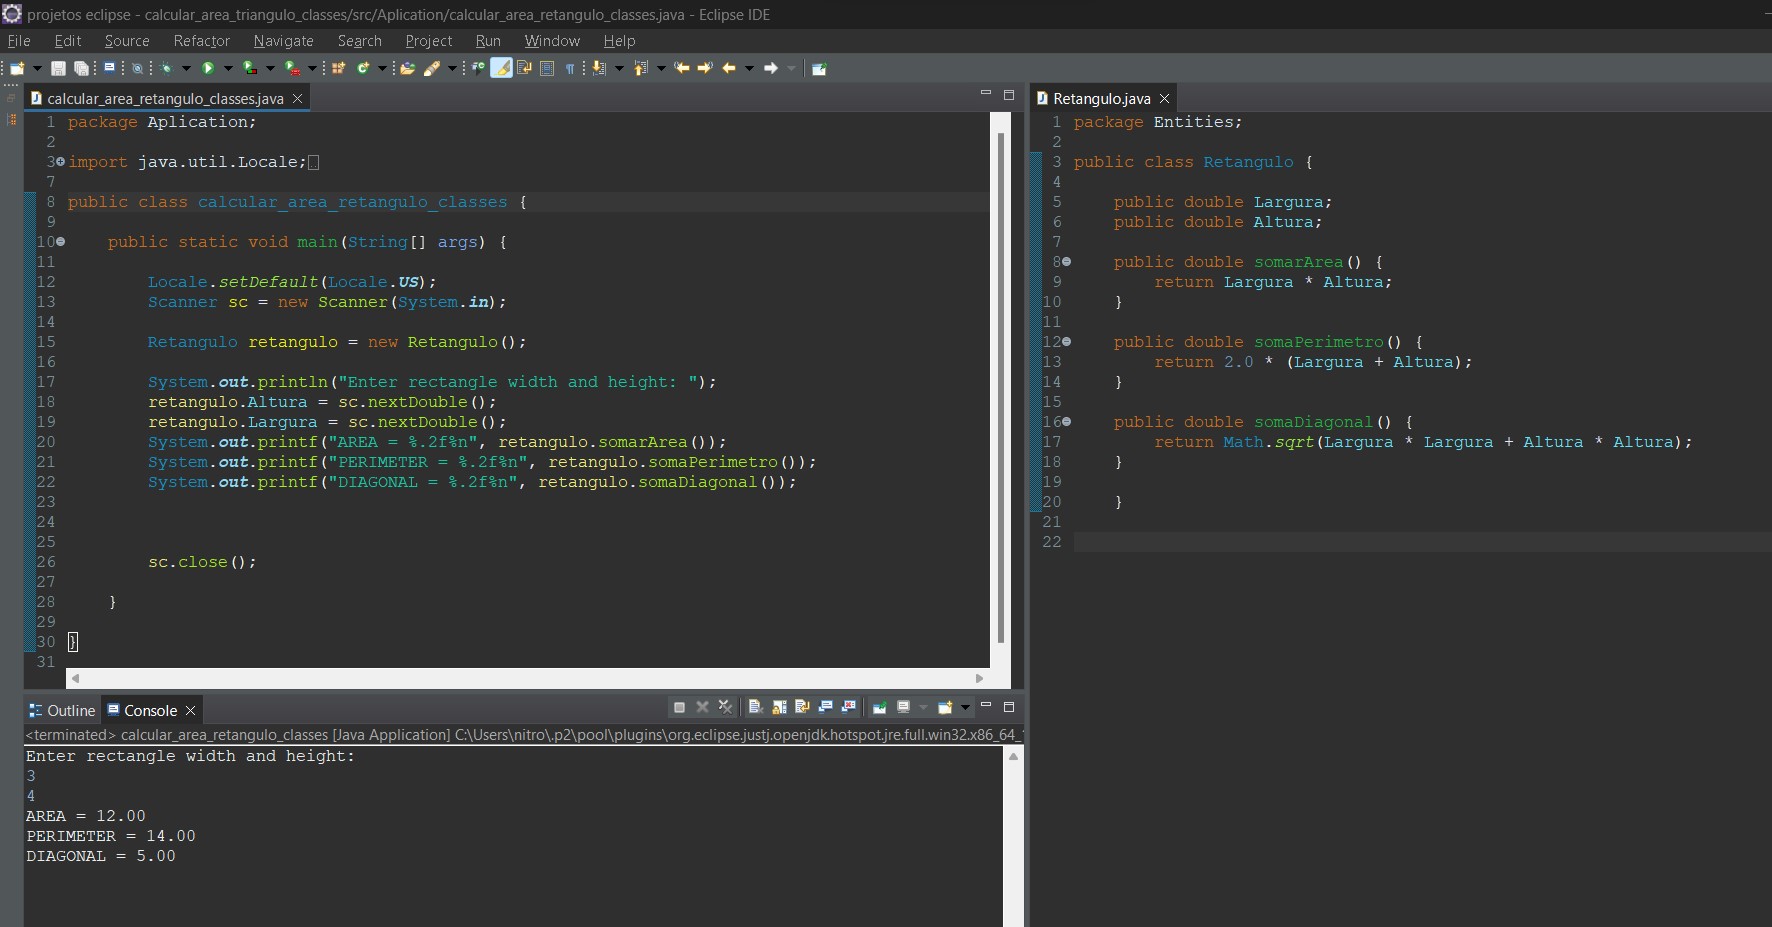 projetos eclipse - calcular_area_triangulo_classes/src/Aplication/calcular_area_retangulo_classes.java - Eclipse IDE
File Edit Source Refactor Navigate Search Project Run Window Help
calcular_area_retangulo_classes.java
1 package Aplication;
2
3 import java.util.Locale;
7
8 public class calcular_area_retangulo_classes {
9
10 public static void main(String[] args) {
11
12 Locale.setDefault(Locale.US);
13 Scanner sc = new Scanner(System.in);
14
15 Retangulo retangulo = new Retangulo();
16
17 System.out.println("Enter rectangle width and height: ");
18 retangulo.Altura = sc.nextDouble();
19 retangulo.Largura = sc.nextDouble();
20 System.out.printf("AREA = %.2f%n", retangulo.somarArea());
21 System.out.printf("PERIMETER = %.2f%n", retangulo.somaPerimetro());
22 System.out.printf("DIAGONAL = %.2f%n", retangulo.somaDiagonal());
23
24
25
26 sc.close();
27
28 }
29
30 }
31
Retangulo.java
1 package Entities;
2
3 public class Retangulo {
4
5 public double Largura;
6 public double Altura;
7
8 public double somarArea() {
9 return Largura * Altura;
10 }
11
12 public double somaPerimetro() {
13 return 2.0 * (Largura + Altura);
14 }
15
16 public double somaDiagonal() {
17 return Math.sqrt(Largura * Largura + Altura * Altura);
18 }
19
20 }
21
22
Outline Console
<terminated> calcular_area_retangulo_classes [Java Application] C:\Users\nitro\.p2\pool\plugins\org.eclipse.justj.openjdk.hotspot.jre.full.win32.x86_64_
Enter rectangle width and height:
3
4
AREA = 12.00
PERIMETER = 14.00
DIAGONAL = 5.00